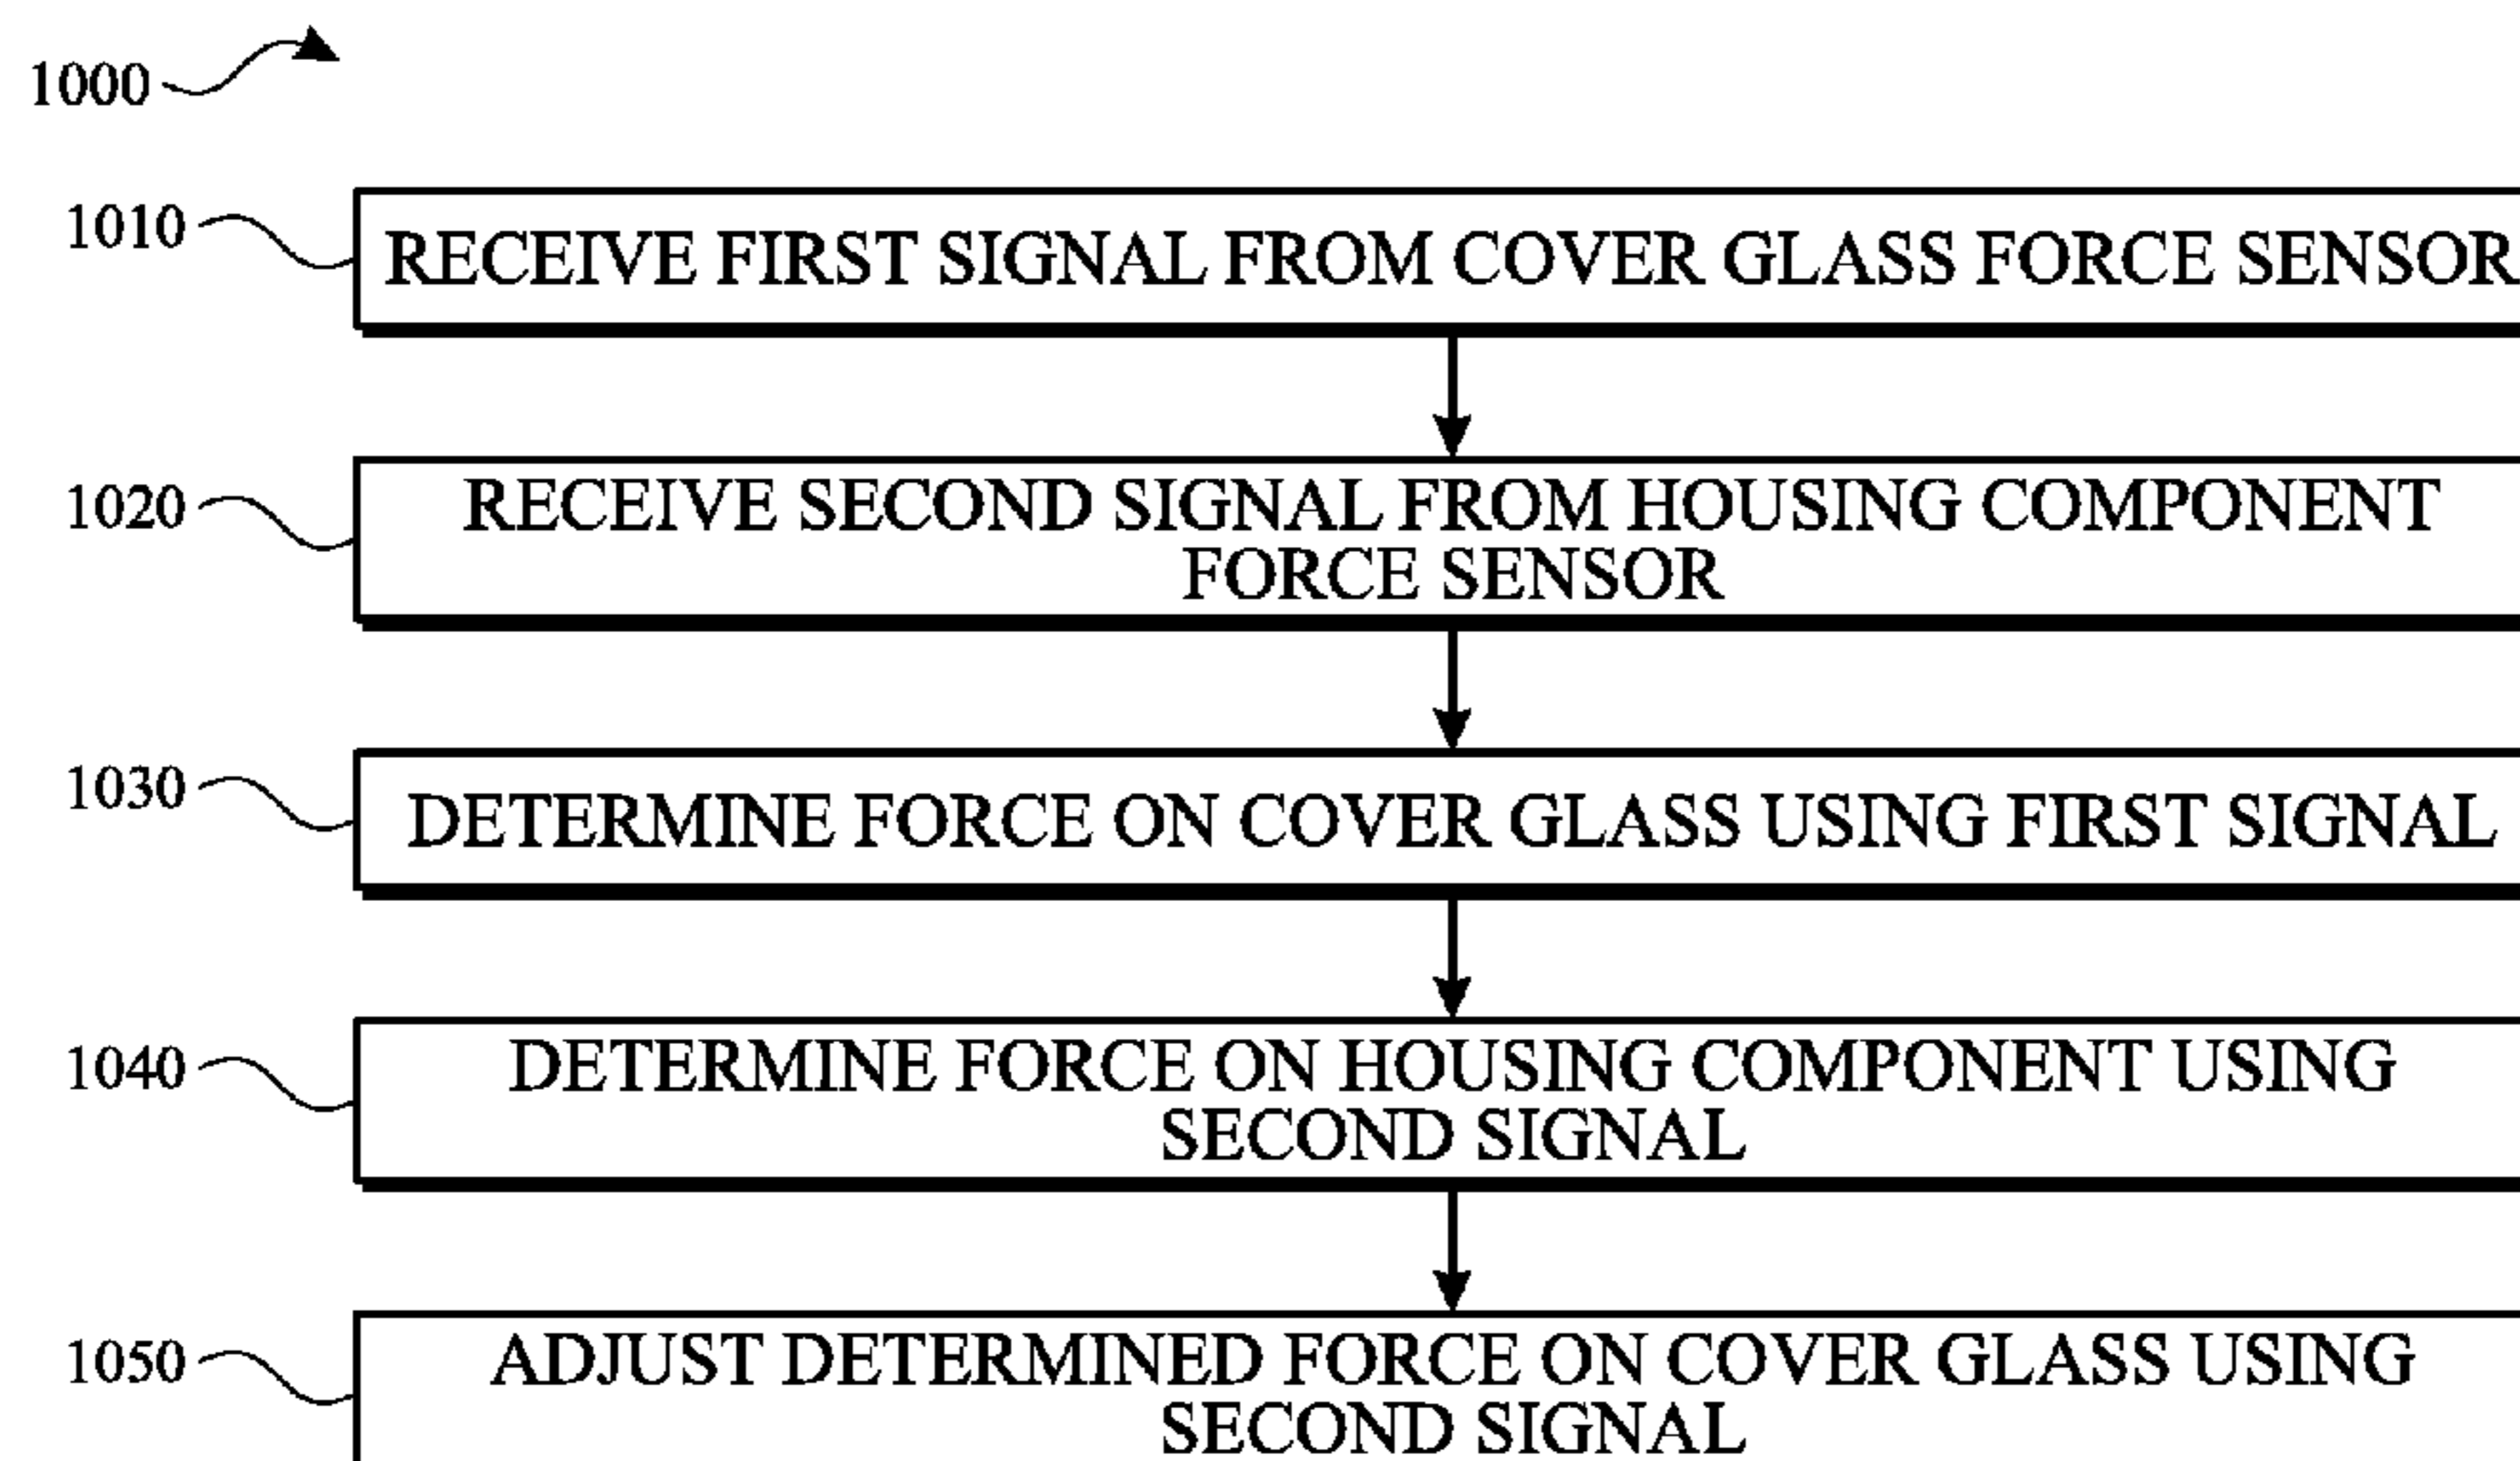 1000
1010
RECEIVE FIRST SIGNAL FROM COVER GLASS FORCE SENSOR
1020
RECEIVE SECOND SIGNAL FROM HOUSING COMPONENT
FORCE SENSOR
1030
DETERMINE FORCE ON COVER GLASS USING FIRST SIGNAL
1040
DETERMINE FORCE ON HOUSING COMPONENT USING
SECOND SIGNAL
1050
ADJUST DETERMINED FORCE ON COVER GLASS USING
SECOND SIGNAL